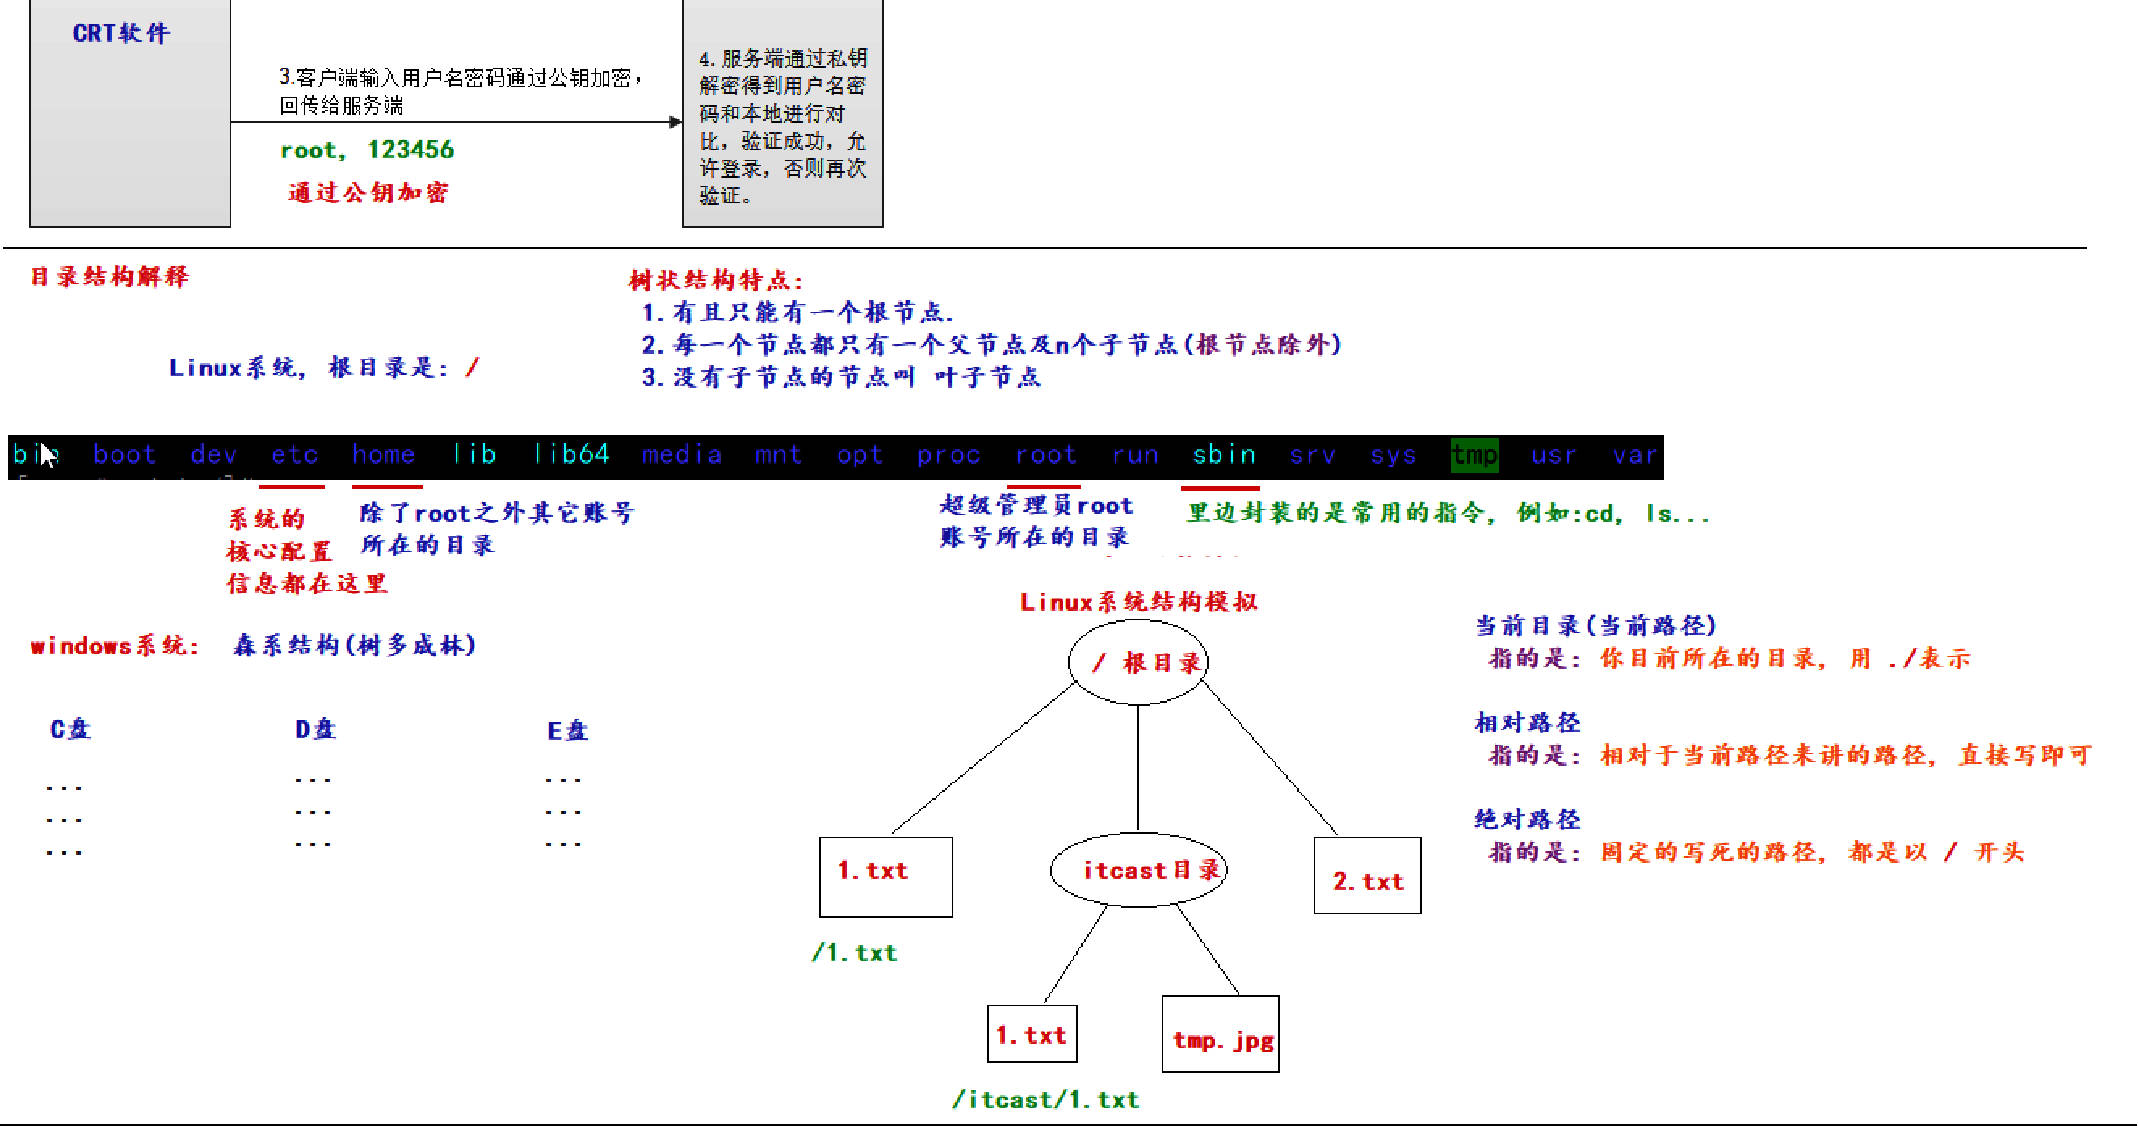 CRT软件
3.客户端输入用户名密码通过公钥加密，
回传给服务端
root, 123456
通过公钥加密
4.服务端通过私钥
解密得到用户名密
码和本地进行对
比，验证成功，允
许登录，否则再次
验证。
目录结构解释
Linux系统, 根目录是: /
树状结构特点:
1.有且只能有一个根节点.
2.每一个节点都只有一个父节点及n个子节点(根节点除外)
3.没有子节点的节点叫 叶子节点
bin boot dev etc home lib lib64 media mnt opt proc root run sbin srv sys tmp usr var
系统的
核心配置
信息都在这里
除了root之外其它账号
所在的目录
超级管理员root
账号所在的目录
里边封装的是常用的指令, 例如:cd, ls...
windows系统: 森系结构(树多成林)
C盘 D盘 E盘
... ... ...
... ... ...
... ... ...
Linux系统结构模拟
/ 根目录
1.txt
itcast目录
2.txt
/1.txt
1.txt
tmp.jpg
/itcast/1.txt
当前目录(当前路径)
指的是: 你目前所在的目录, 用 ./表示
相对路径
指的是: 相对于当前路径来讲的路径, 直接写即可
绝对路径
指的是: 固定的写死的路径, 都是以 / 开头